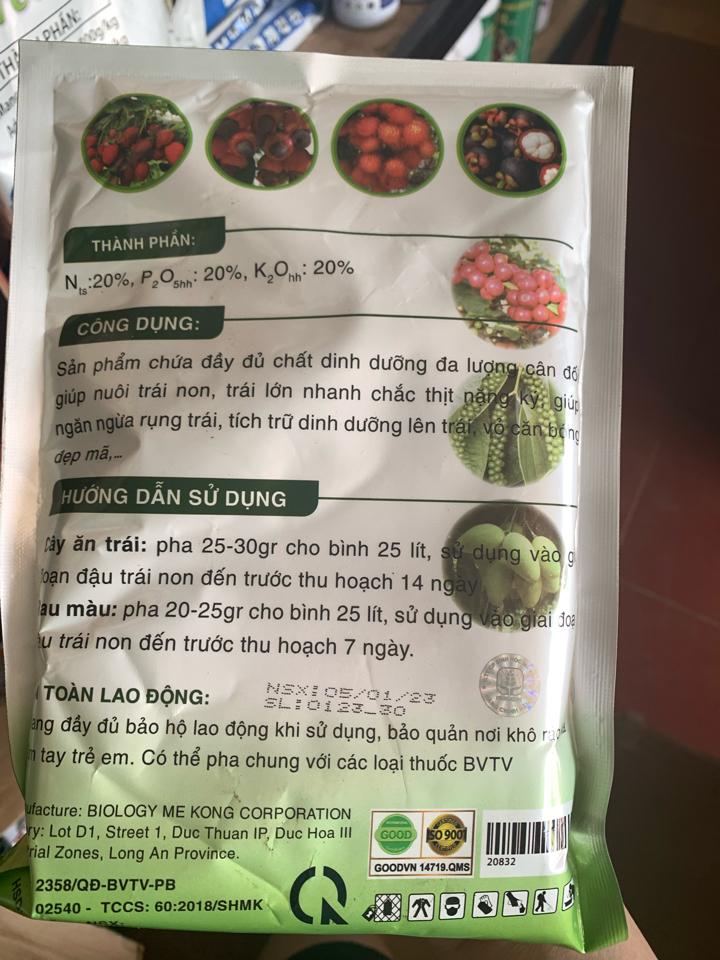 THÀNH PHẦN:
N ts:20%, P2O5hh: 20%, K2Ohh: 20%
CÔNG DỤNG:
Sản phẩm chứa đầy đủ chất dinh dưỡng đa lượng cân đố
giúp nuôi trái non, trái lớn nhanh chắc thịt nặng ký, giúp
ngăn ngừa rụng trái, tích trữ dinh dưỡng lên trái, vỏ căn bóng
đẹp mã,...
HƯỚNG DẪN SỬ DỤNG
Cây ăn trái: pha 25-30gr cho bình 25 lít, sử dụng vào g
oạn đậu trái non đến trước thu hoạch 14 ngày
au màu: pha 20-25gr cho bình 25 lít, sử dụng vào giai đoạ
u trái non đến trước thu hoạch 7 ngày.
TOÀN LAO ĐỘNG:
NSX:05/01/23
SL:0123_30
ang đầy đủ bảo hộ lao động khi sử dụng, bảo quản nơi khô
tay trẻ em. Có thể pha chung với các loại thuốc BVTV
ufacture: BIOLOGY ME KONG CORPORATION
ry: Lot D1, Street 1, Duc Thuan IP, Duc Hoa III
rial Zones, Long An Province.
GOOD
ISO 9001
GOODVN 14719.QMS
20832
2358/QĐ-BVTV-PB
02540 - TCCS: 60:2018/SHMK